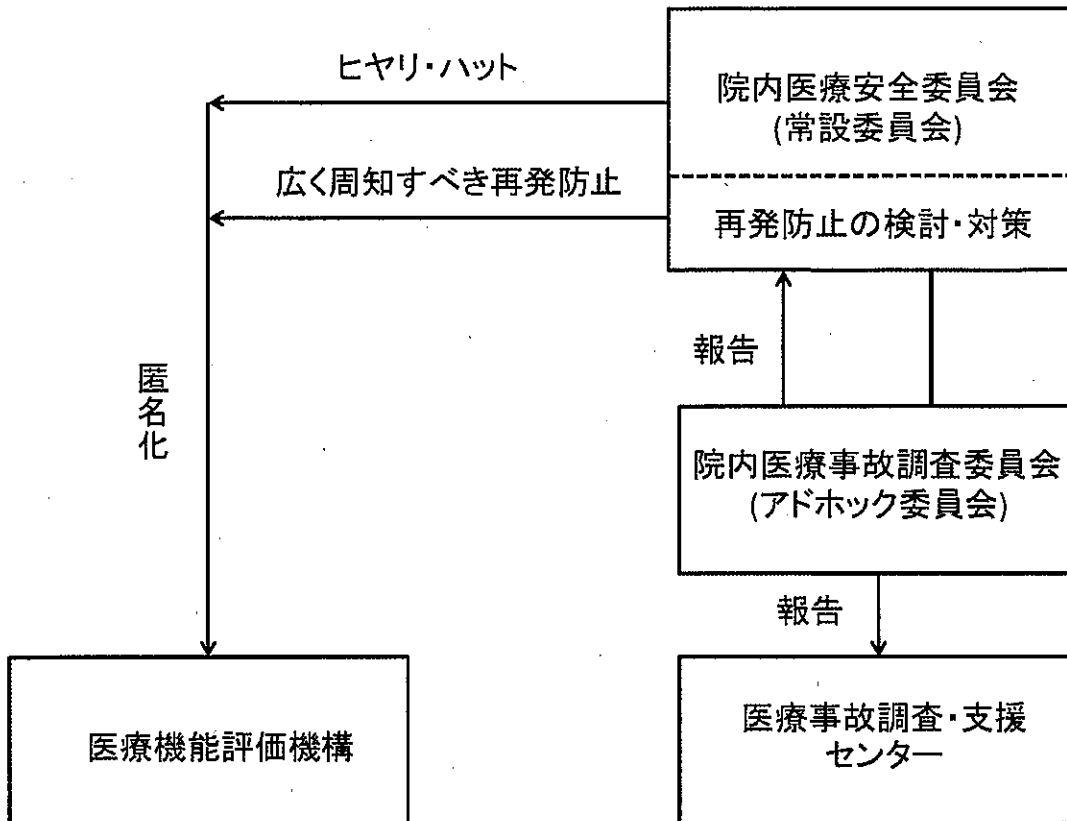 ヒヤリ・ハット
院内医療安全委員会
(常設委員会)
広く周知すべき再発防止
再発防止の検討・対策
報告
匿名化
院内医療事故調査委員会
(アドホック委員会)
報告
医療機能評価機構
医療事故調査・支援
センター